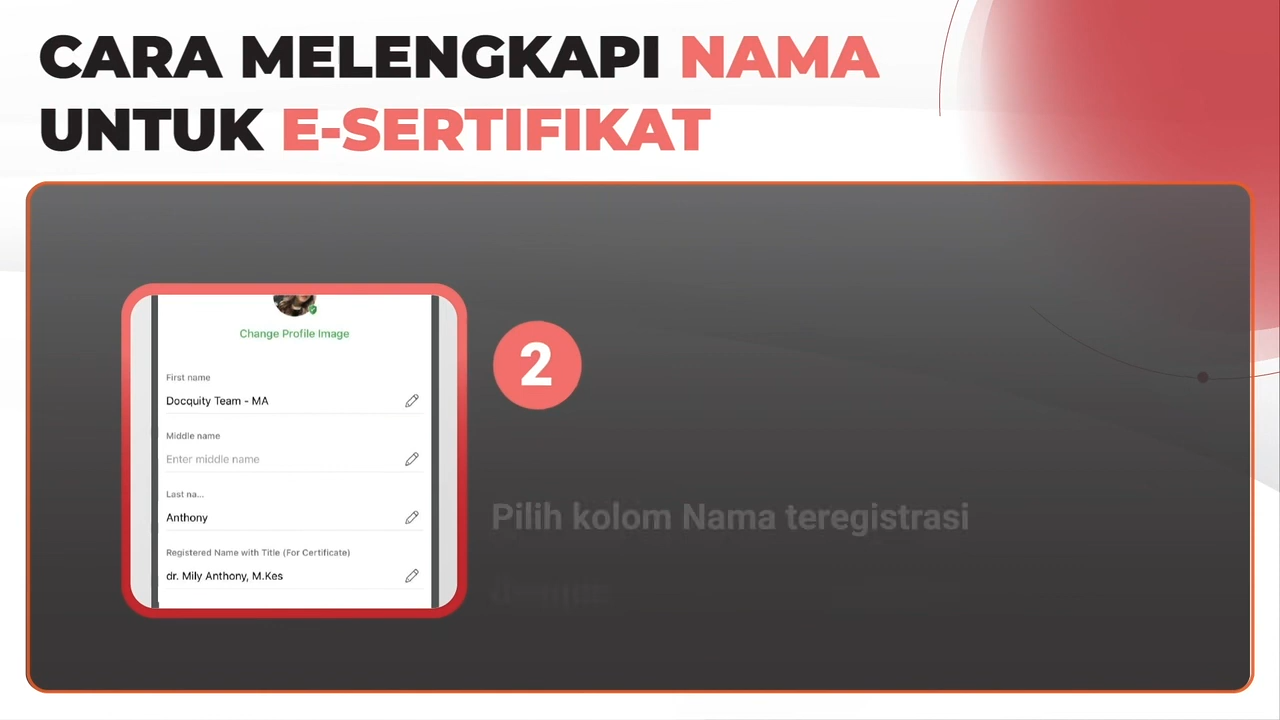 CARA MELENGKAPI NAMA
UNTUK E-SERTIFIKAT
Change Profile Image
First name
Docquity Team - MA
Middle name
Enter middle name
Last na...
Anthony
Registered Name with Title (For Certificate)
dr. Mily Anthony, M.Kes
2
Pilih kolom Nama teregistrasi